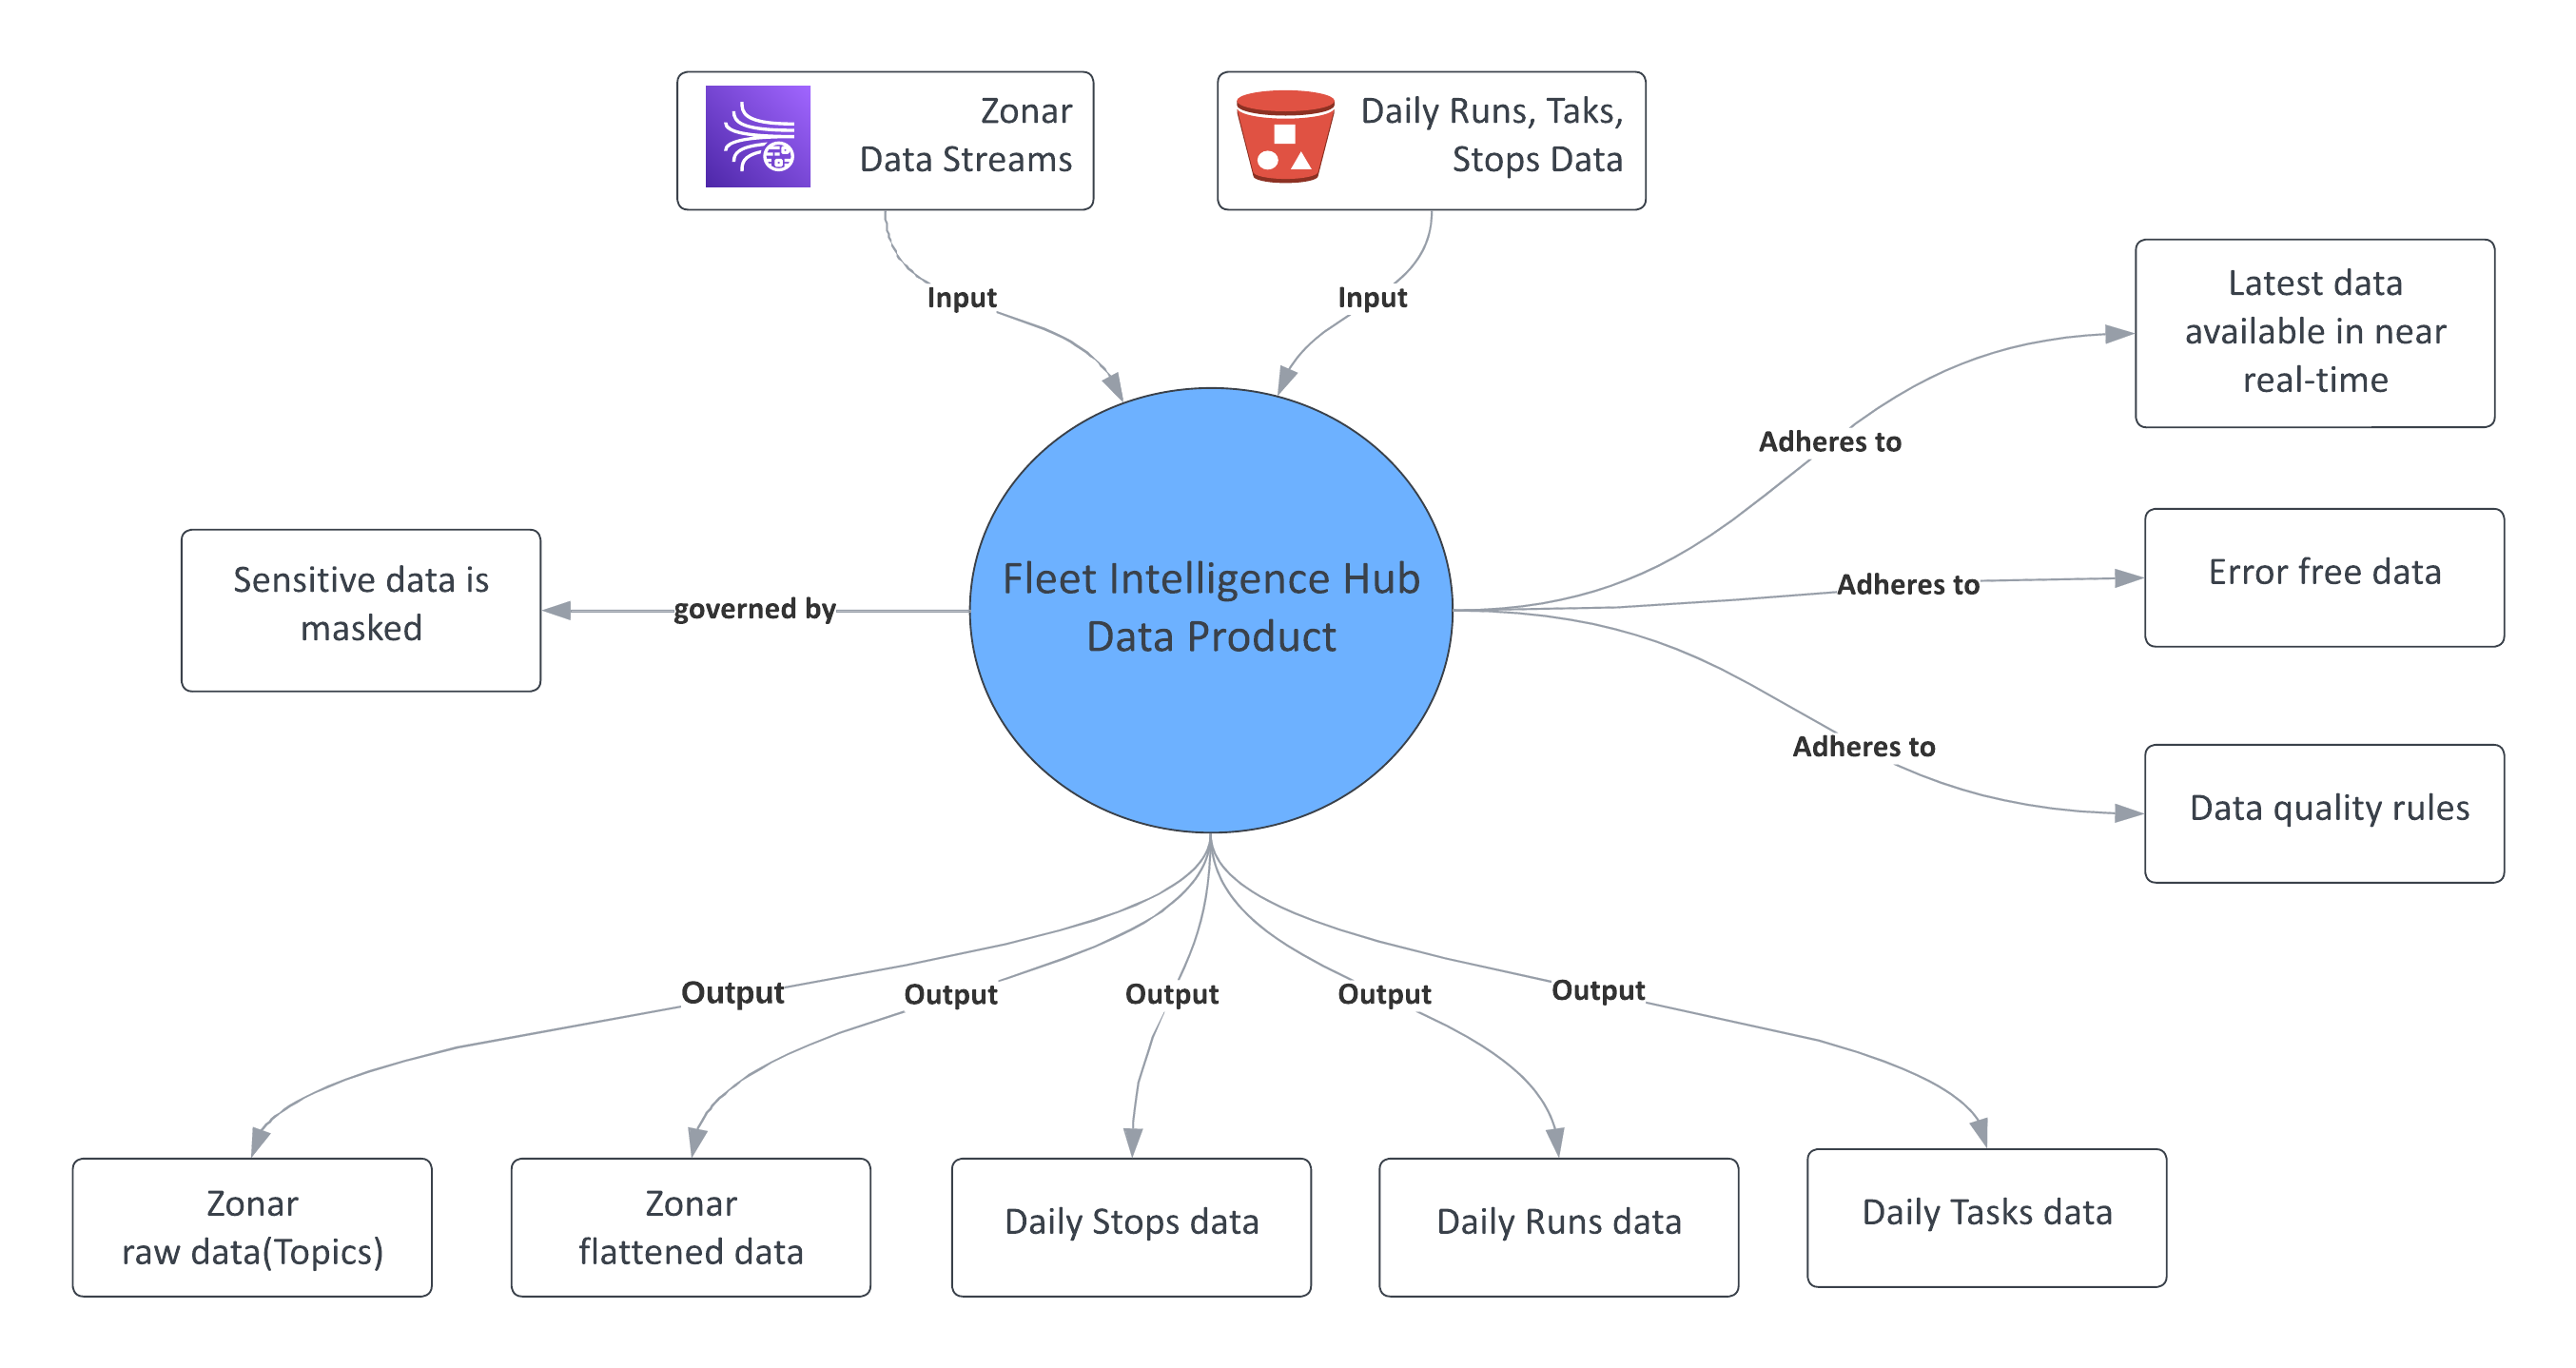 Zonar
Data Streams
Daily Runs, Taks,
Stops Data
Input
Input
Latest data
available in near
real-time
Adheres to
Sensitive data is
masked
governed by
Fleet Intelligence Hub
Data Product
Adheres to
Error free data
Adheres to
Data quality rules
Output
Output
Output
Output
Output
Zonar
raw data(Topics)
Zonar
flattened data
Daily Stops data
Daily Runs data
Daily Tasks data